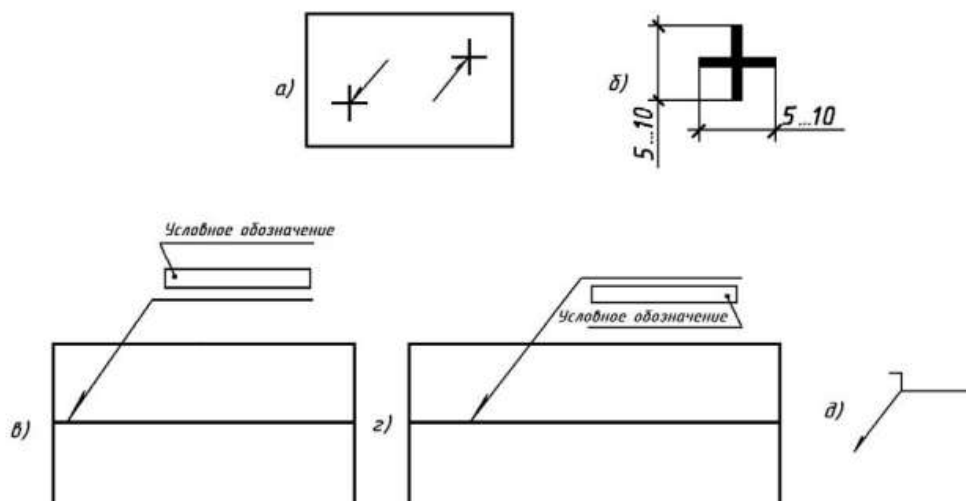 а)
б)
5...10
5...10
Условное обозначение
Условное обозначение
в)
г)
д)